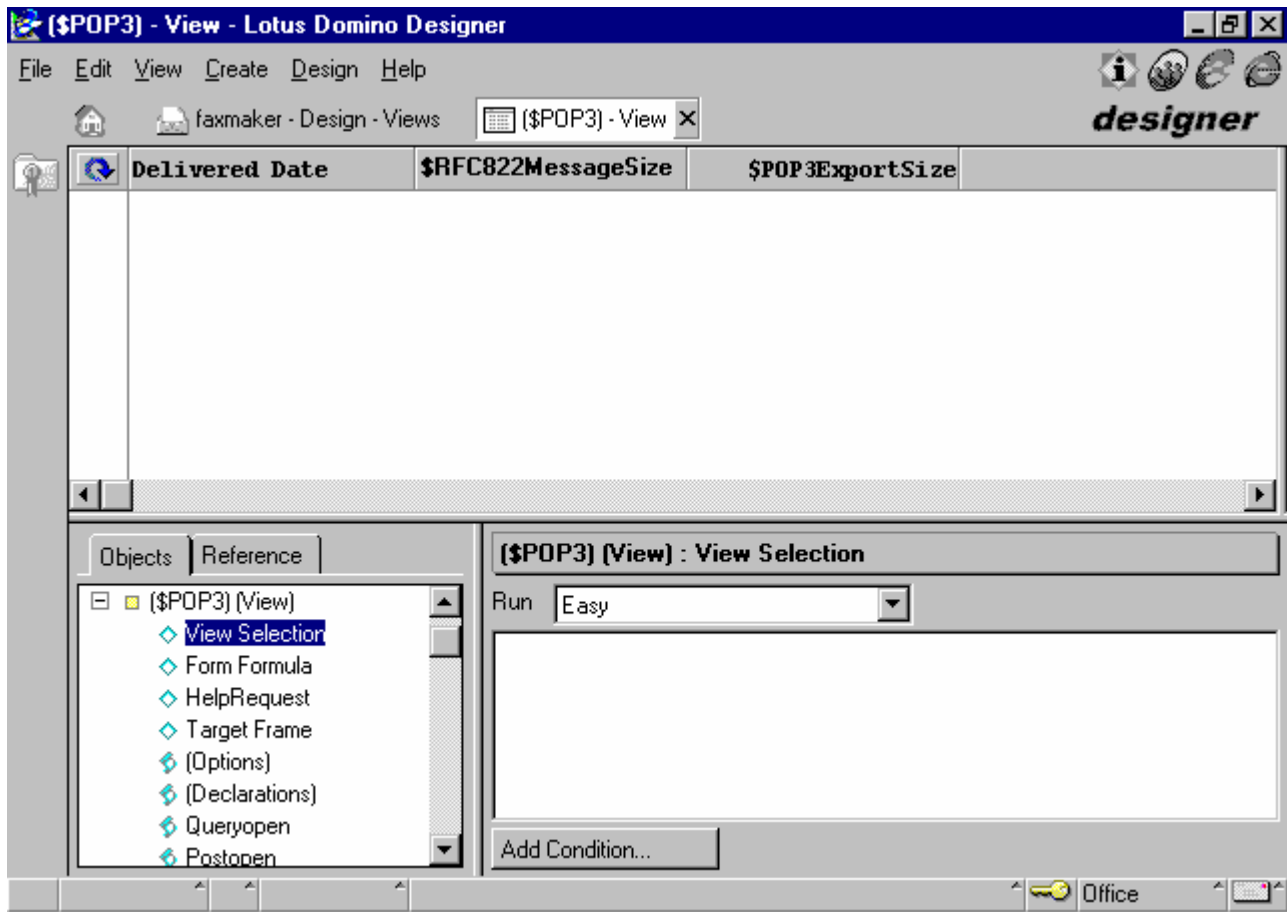 ($POP3) - View - Lotus Domino Designer
File Edit View Create Design Help
faxmaker - Design - Views ($POP3) - View
designer
Delivered Date $RFC822MessageSize $POP3ExportSize
Objects Reference
($POP3) (View) : View Selection
($POP3) (View)
Run Easy
View Selection
Form Formula
HelpRequest
Target Frame
(Options)
(Declarations)
Queryopen
Postopen
Add Condition...
Office